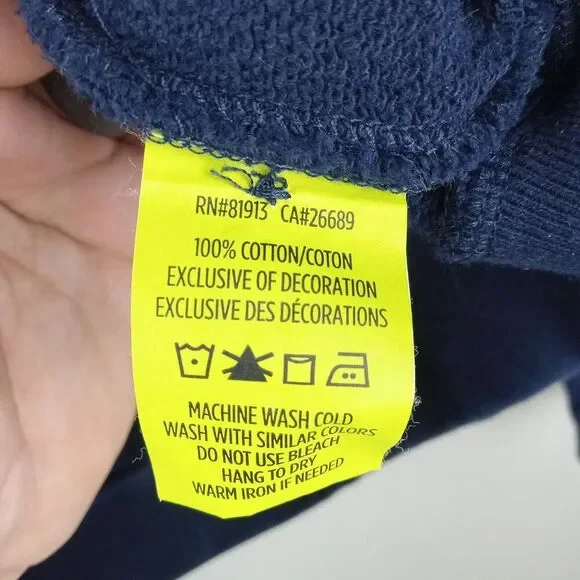 RN#81913 CA#26689
100% COTTON/COTON
EXCLUSIVE OF DECORATION
EXCLUSIVE DES DÉCORATIONS
MACHINE WASH COLD
WASH WITH SIMILAR COLORS
DO NOT USE BLEACH
HANG TO DRY
WARM IRON IF NEEDED